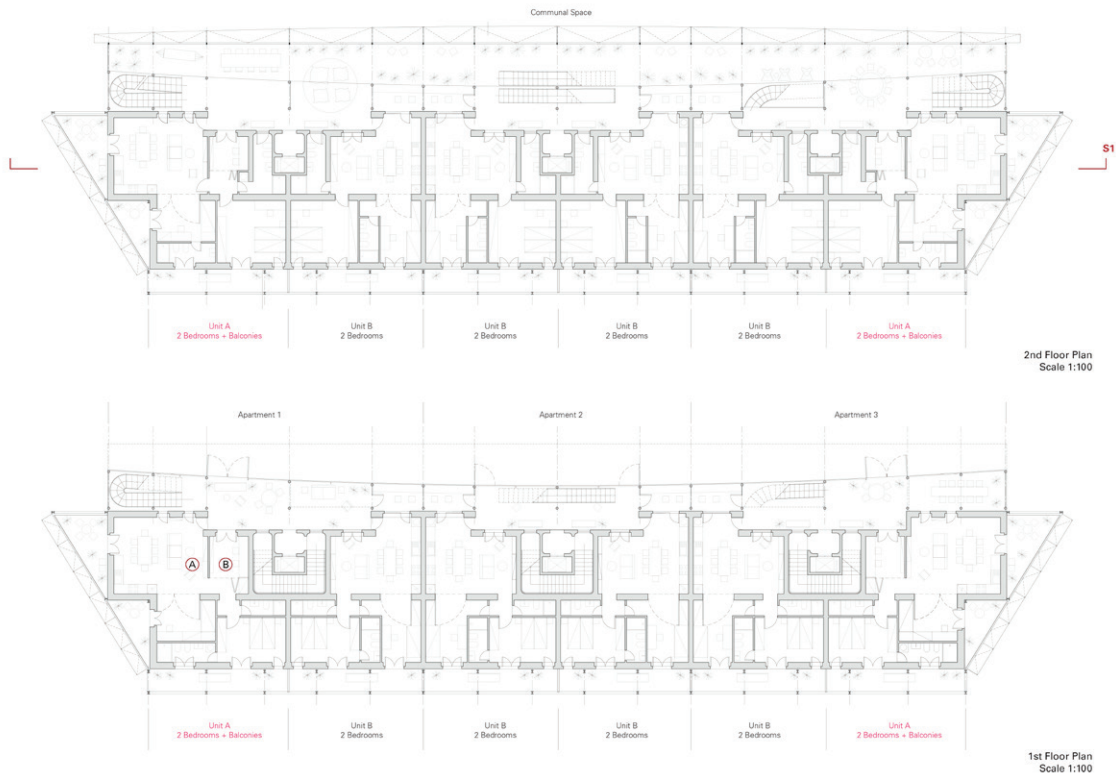 Communal Space
S1
Unit A
2 Bedrooms + Balconies
Unit B
2 Bedrooms
Unit B
2 Bedrooms
Unit B
2 Bedrooms
Unit B
2 Bedrooms
Unit A
2 Bedrooms + Balconies
2nd Floor Plan
Scale 1:100
Apartment 1
Apartment 2
Apartment 3
A
B
Unit A
2 Bedrooms + Balconies
Unit B
2 Bedrooms
Unit B
2 Bedrooms
Unit B
2 Bedrooms
Unit B
2 Bedrooms
Unit A
2 Bedrooms + Balconies
1st Floor Plan
Scale 1:100